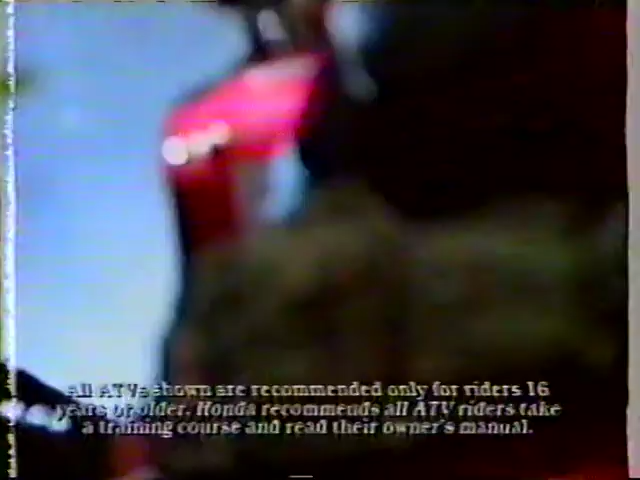 All ATVs shown are recommended only for riders 16
years or older. Honda recommends all ATV riders take
a training course and read their owner's manual.